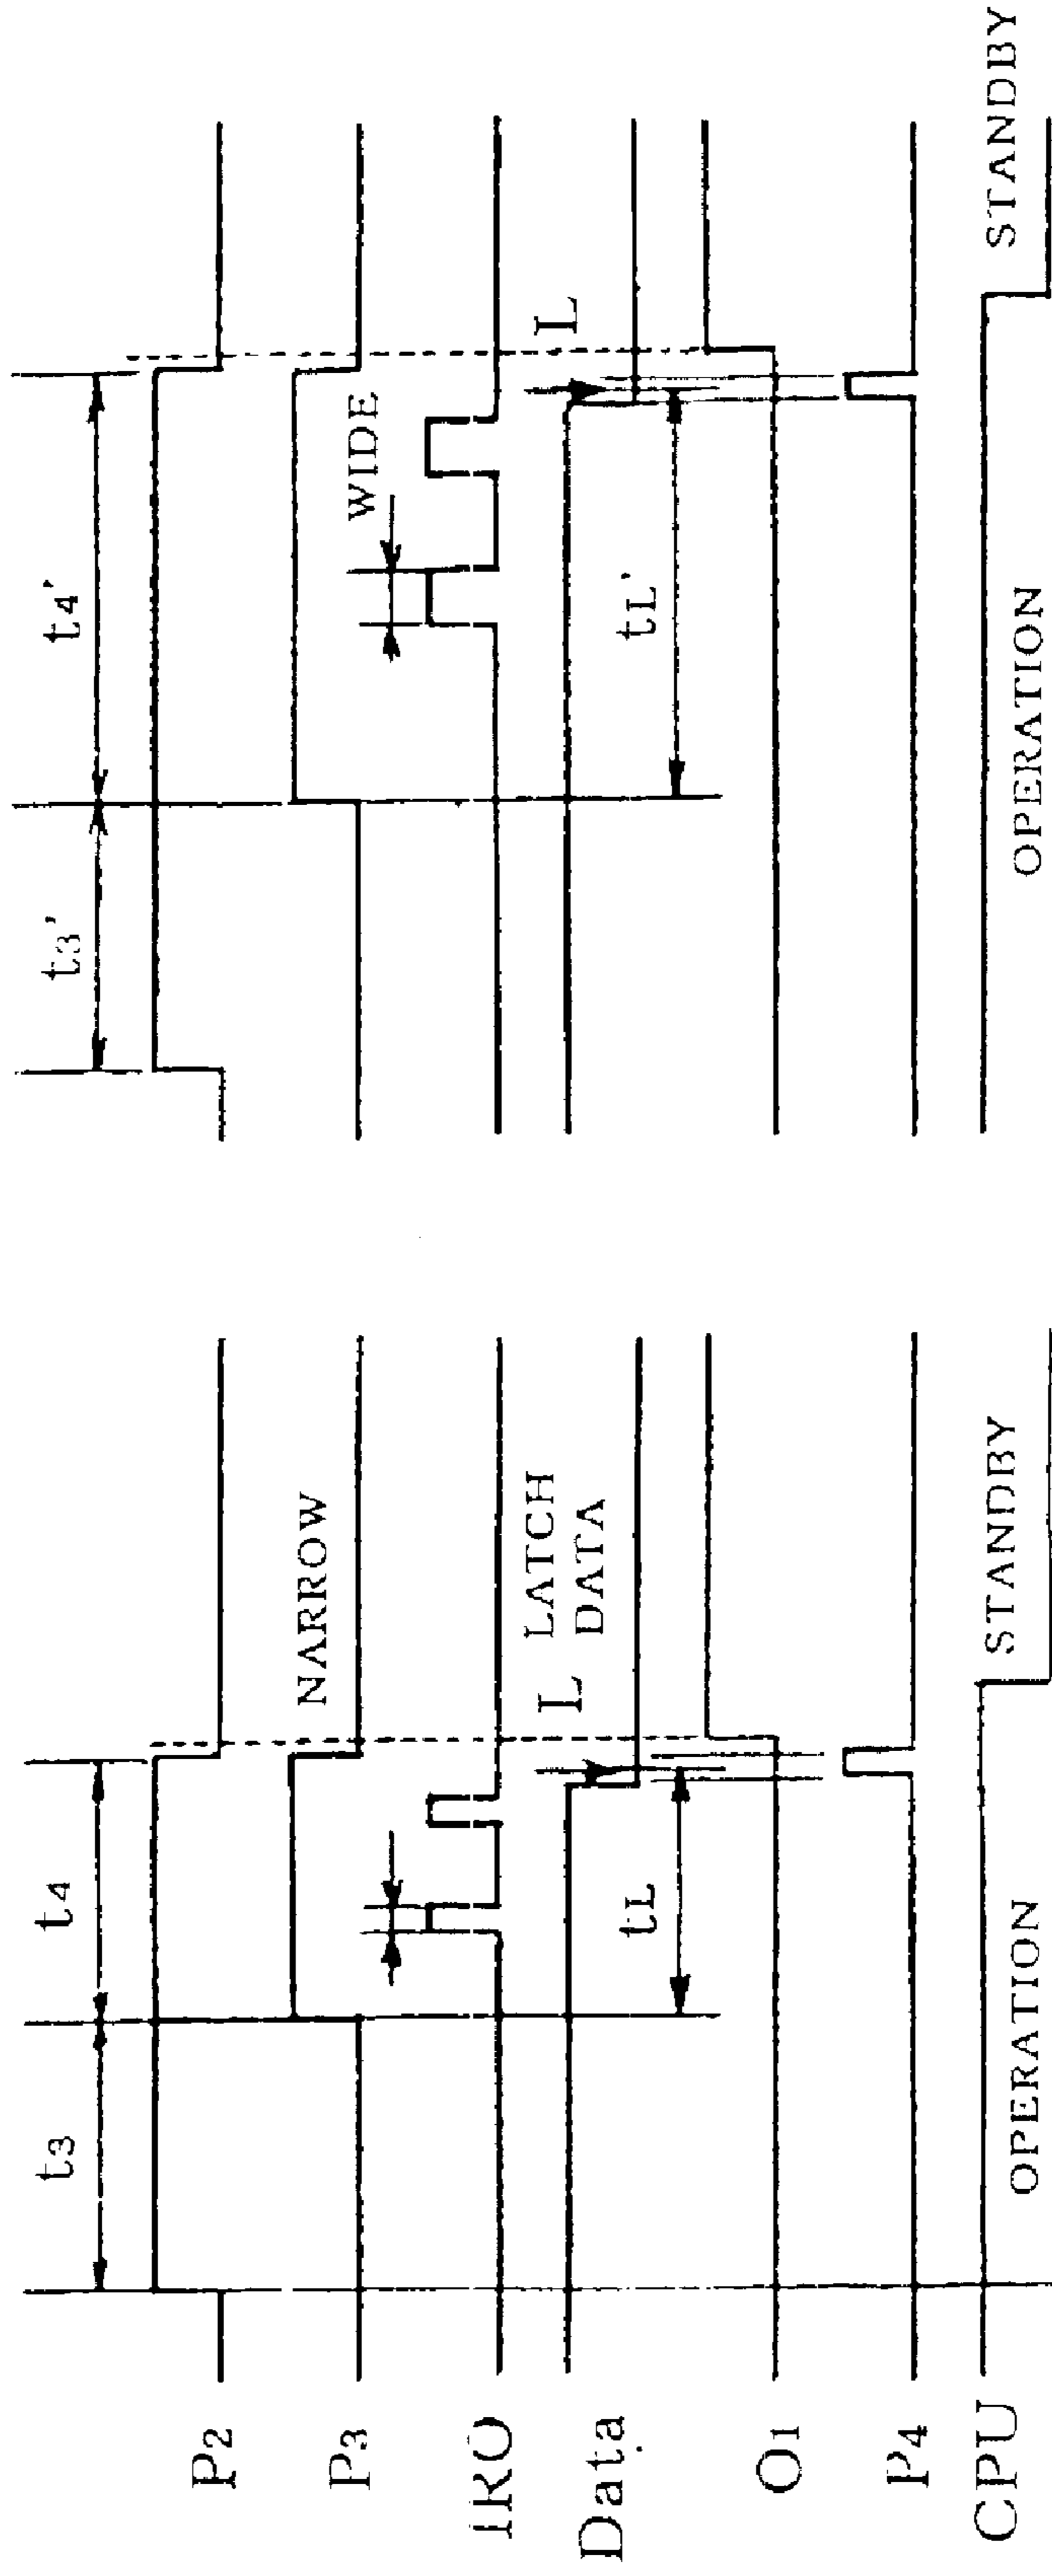 t3 t4 t3' t4'
P2
P3 NARROW WIDE
IRO
L LATCH L
Data DATA
tL tL'
O1
P4
CPU OPERATION STANDBY OPERATION STANDBY